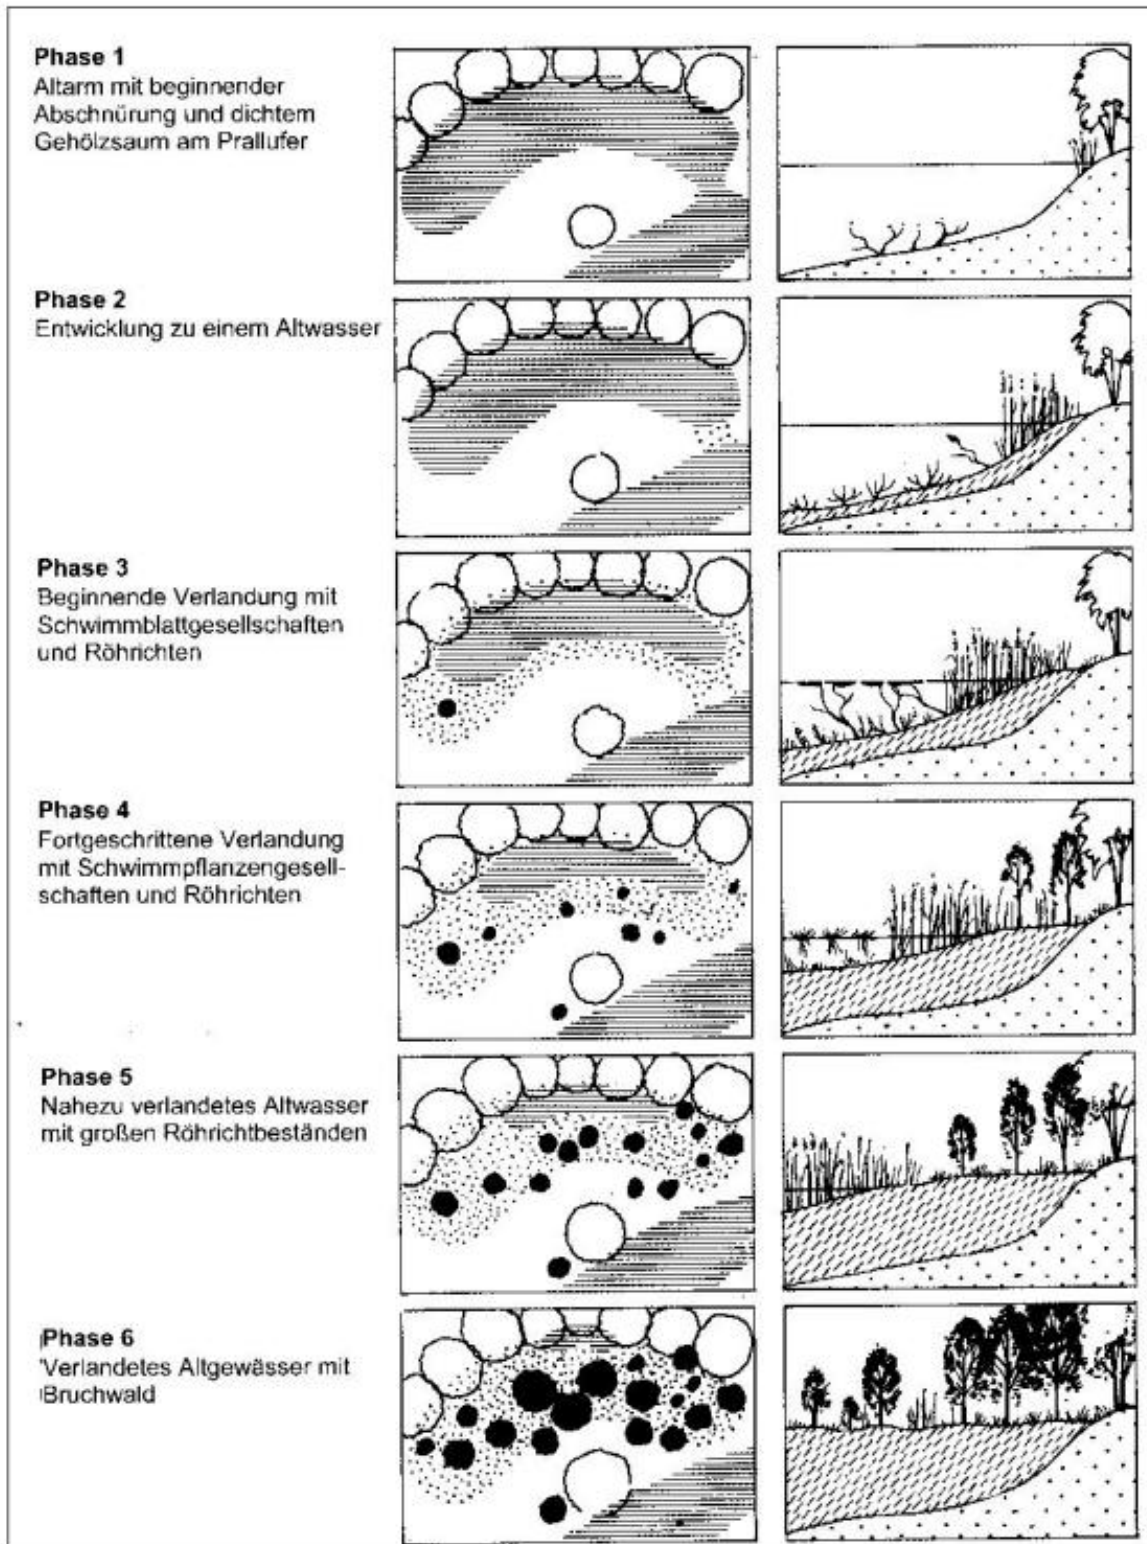 Phase 1
Altarm mit beginnender
Abschnürung und dichtem
Gehölzsaum am Prallufer
Phase 2
Entwicklung zu einem Altwasser
Phase 3
Beginnende Verlandung mit
Schwimmblattgesellschaften
und Röhrichten
Phase 4
Fortgeschrittene Verlandung
mit Schwimmpflanzengesell-
schaften und Röhrichten
Phase 5
Nahezu verlandetes Altwasser
mit großen Röhrichtbeständen
Phase 6
Verlandetes Altgewässer mit
Bruchwald